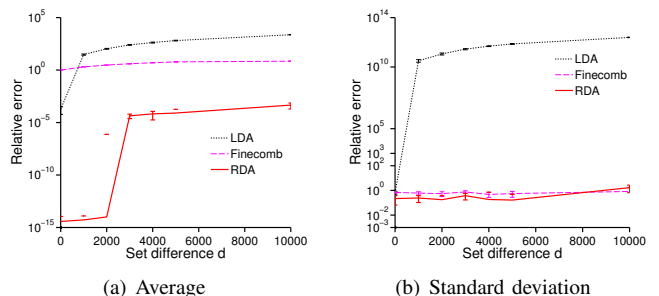 10^5
10^0
10^-5
10^-10
10^-15
Relative error
0 2000 4000 6000 8000 10000
Set difference d
LDA
Finecomb
RDA
(a) Average
10^14
10^10
10^5
10^3
10^2
10^0
10^-2
10^-3
Relative error
0 2000 4000 6000 8000 10000
Set difference d
LDA
Finecomb
RDA
(b) Standard deviation